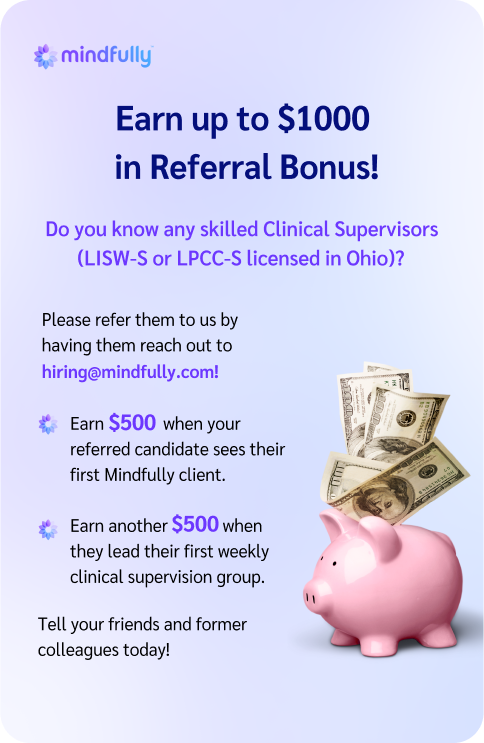 mindfully
Earn up to $1000
in Referral Bonus!
Do you know any skilled Clinical Supervisors
(LISW-S or LPCC-S licensed in Ohio)?
Please refer them to us by
having them reach out to
hiring@mindfully.com!
Earn $500 when your
referred candidate sees their
first Mindfully client.
Earn another $500 when
they lead their first weekly
clinical supervision group.
Tell your friends and former
colleagues today!